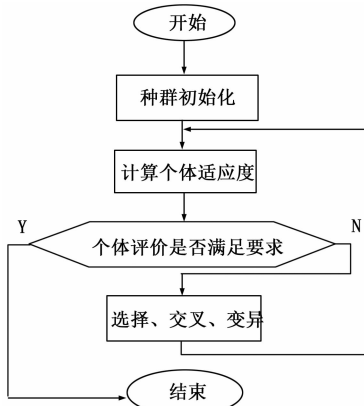 开始
种群初始化
计算个体适应度
Y
N
个体评价是否满足要求
选择、交叉、变异
结束